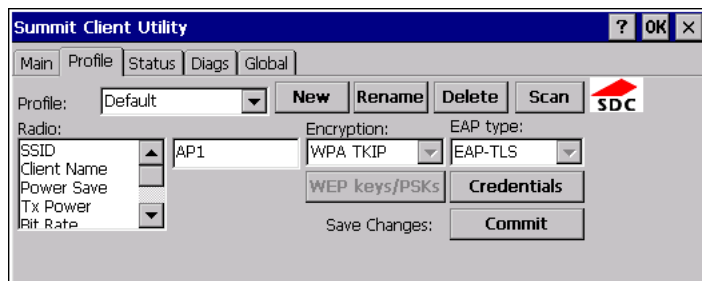 Summit Client Utility ? OK ×
Main Profile Status Diags Global
Profile: Default New Rename Delete Scan SDC
Radio: Encryption: EAP type:
SSID AP1 WPA TKIP EAP-TLS
Client Name
Power Save WEP keys/PSKs Credentials
Tx Power
Bit Rate Save Changes: Commit